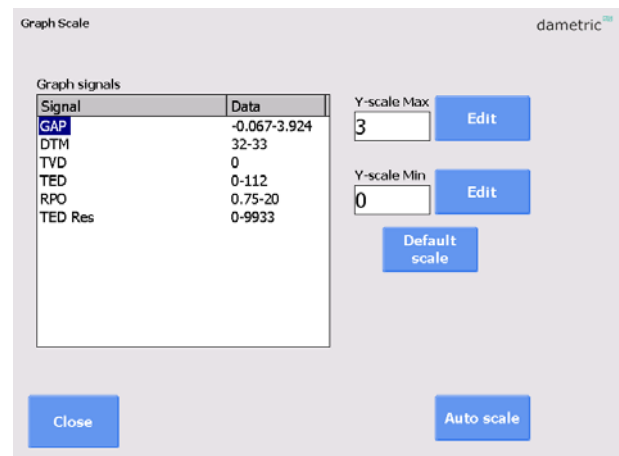 Graph Scale
dametric
Graph signals
Signal Data
GAP -0.067-3.924
DTM 32-33
TVD 0
TED 0-112
RPO 0.75-20
TED Res 0-9933
Y-scale Max
3
Edit
Y-scale Min
0
Edit
Default
scale
Close
Auto scale